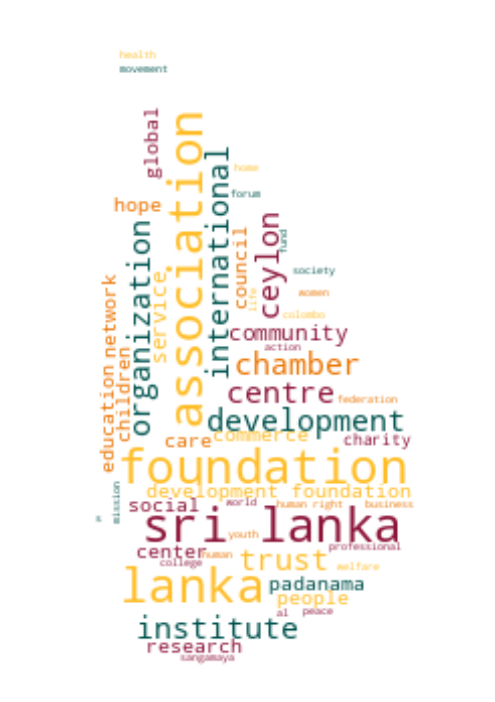 health
movement
global
association
international
home
hope
forum
organization
council
ceylon
fund
service
life
society
network
women
education
children
colombo
community
action
chamber
centre
federation
development
care
commerce
charity
foundation
development foundation
mission
social
world
human right
business
sri lanka
youth
center
human
professional
college
trust
welfare
lanka
padanama
people
al
peace
institute
research
sangamaya